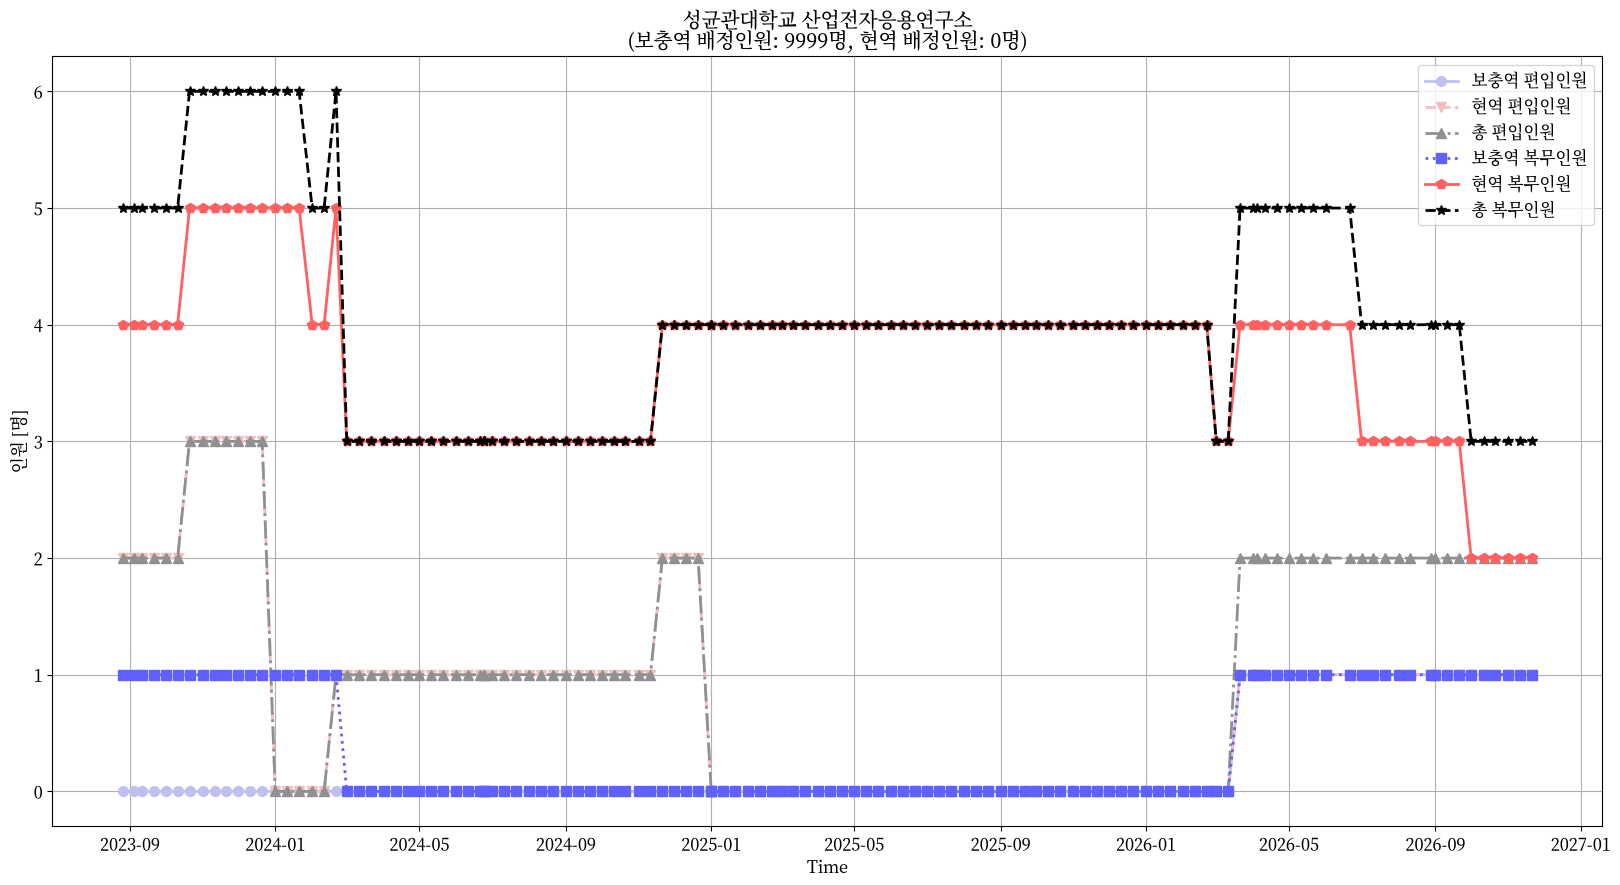 성균관대학교 산업전자응용연구소
(보충역 배정인원: 9999명, 현역 배정인원: 0명)
보충역 편입인원
현역 편입인원
총 편입인원
보충역 복무인원
현역 복무인원
총 복무인원
인원 [명]
6
5
4
3
2
1
0
2023-09
2024-01
2024-05
2024-09
2025-01
2025-05
2025-09
2026-01
2026-05
2026-09
2027-01
Time